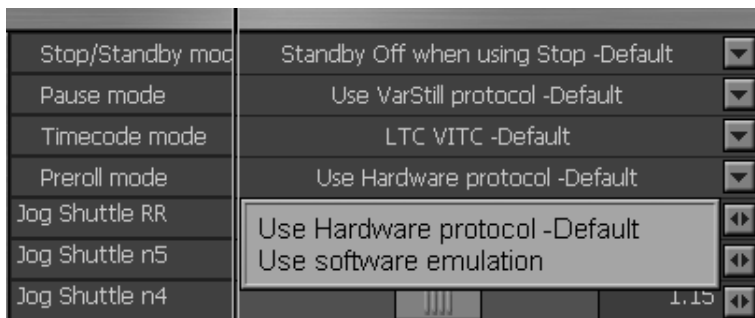 Stop/Standby mod Standby Off when using Stop -Default
Pause mode Use VarStill protocol -Default
Timecode mode LTC VITC -Default
Preroll mode Use Hardware protocol -Default
Jog Shuttle RR
Use Hardware protocol -Default
Jog Shuttle n5
Use software emulation
Jog Shuttle n4 1.15